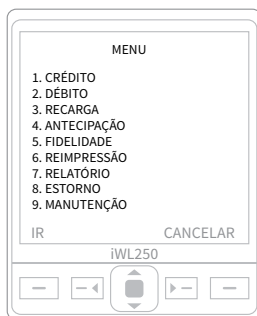 MENU
1. CRÉDITO
2. DÉBITO
3. RECARGA
4. ANTECIPAÇÃO
5. FIDELIDADE
6. REIMPRESSÃO
7. RELATÓRIO
8. ESTORNO
9. MANUTENÇÃO
IR CANCELAR
iWL250